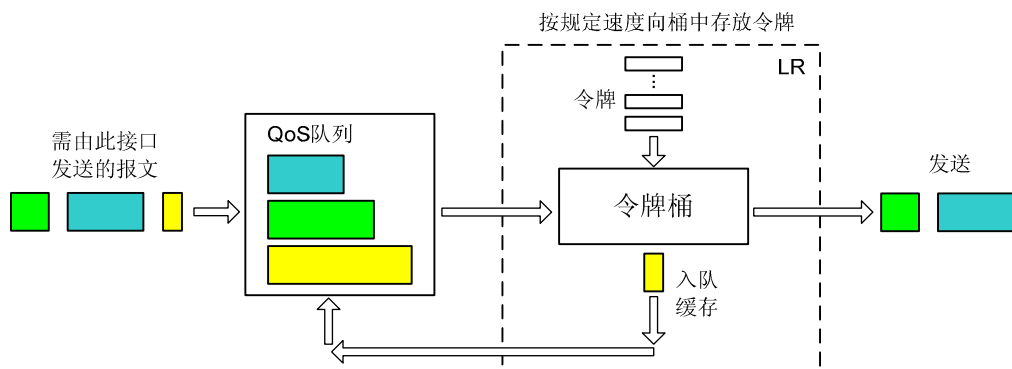 按规定速度向桶中存放令牌
LR
令牌
QoS队列
需由此接口
发送的报文
令牌桶
发送
入队
缓存